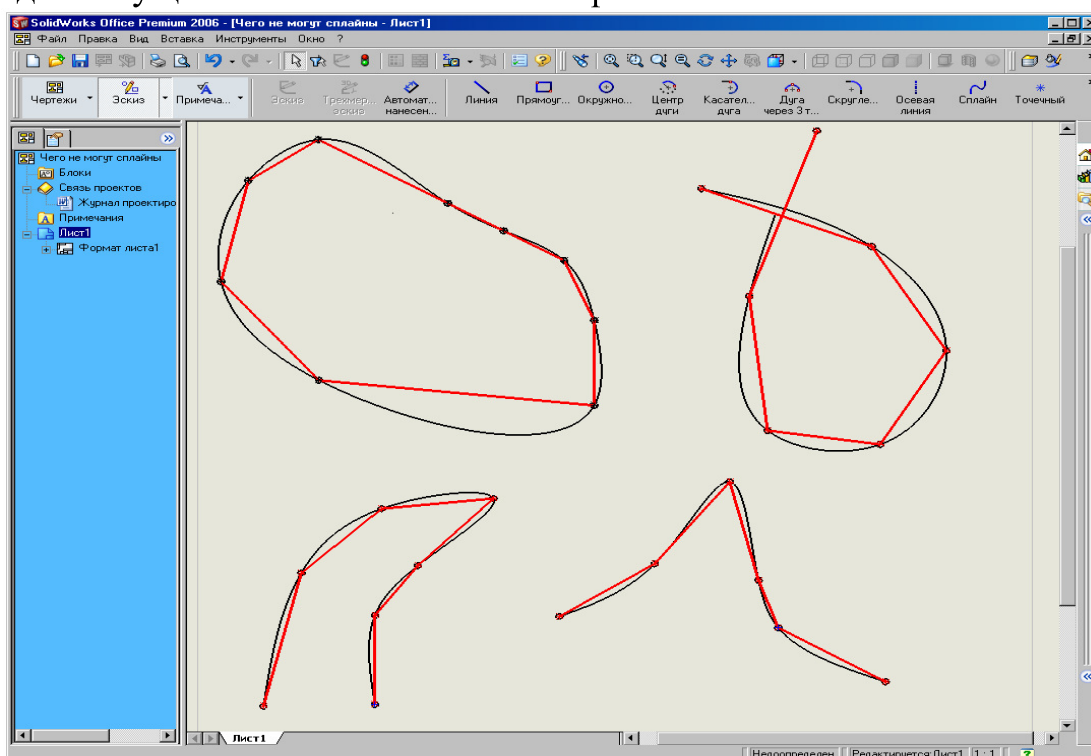 SolidWorks Office Premium 2006 - [Чего не могут сплайны - Лист1]
Файл Правка Вид Вставка Инструменты Окно ?
Чертежи Эскиз Примеча... Эскиз Трехмер... эскиз Автомат... нанесен... Линия Прямоуг... Окружно... Центр дуги Касател... дуга Дуга через 3 т... Скругле... Осевая линия Сплайн Точечный
Чего не могут сплайны
Блоки
Связь проектов
Журнал проектиро
Примечания
Лист1
Формат листа1
Лист1
Недоопределен Редактируется:Лист1 1 : 1 ?